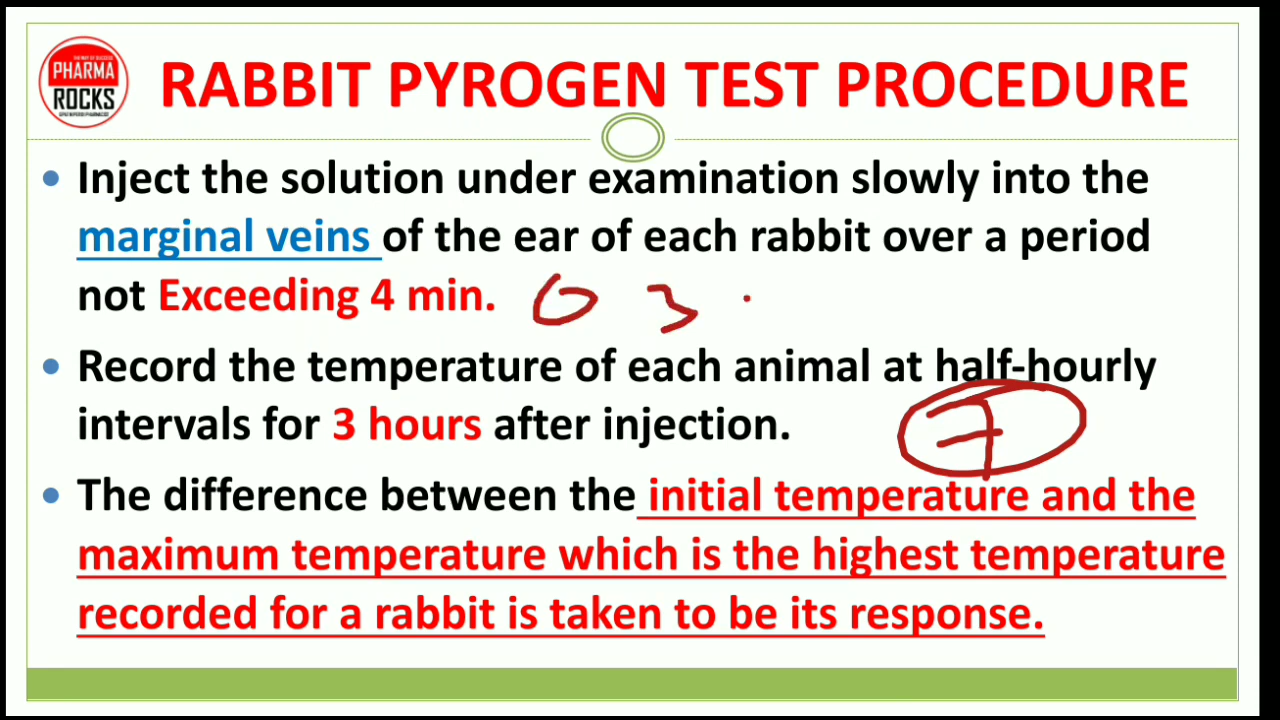 PHARMA
ROCKS
RABBIT PYROGEN TEST PROCEDURE
• Inject the solution under examination slowly into the
marginal veins of the ear of each rabbit over a period
not Exceeding 4 min. 0 3 .
• Record the temperature of each animal at half-hourly
intervals for 3 hours after injection. 7
• The difference between the initial temperature and the
maximum temperature which is the highest temperature
recorded for a rabbit is taken to be its response.